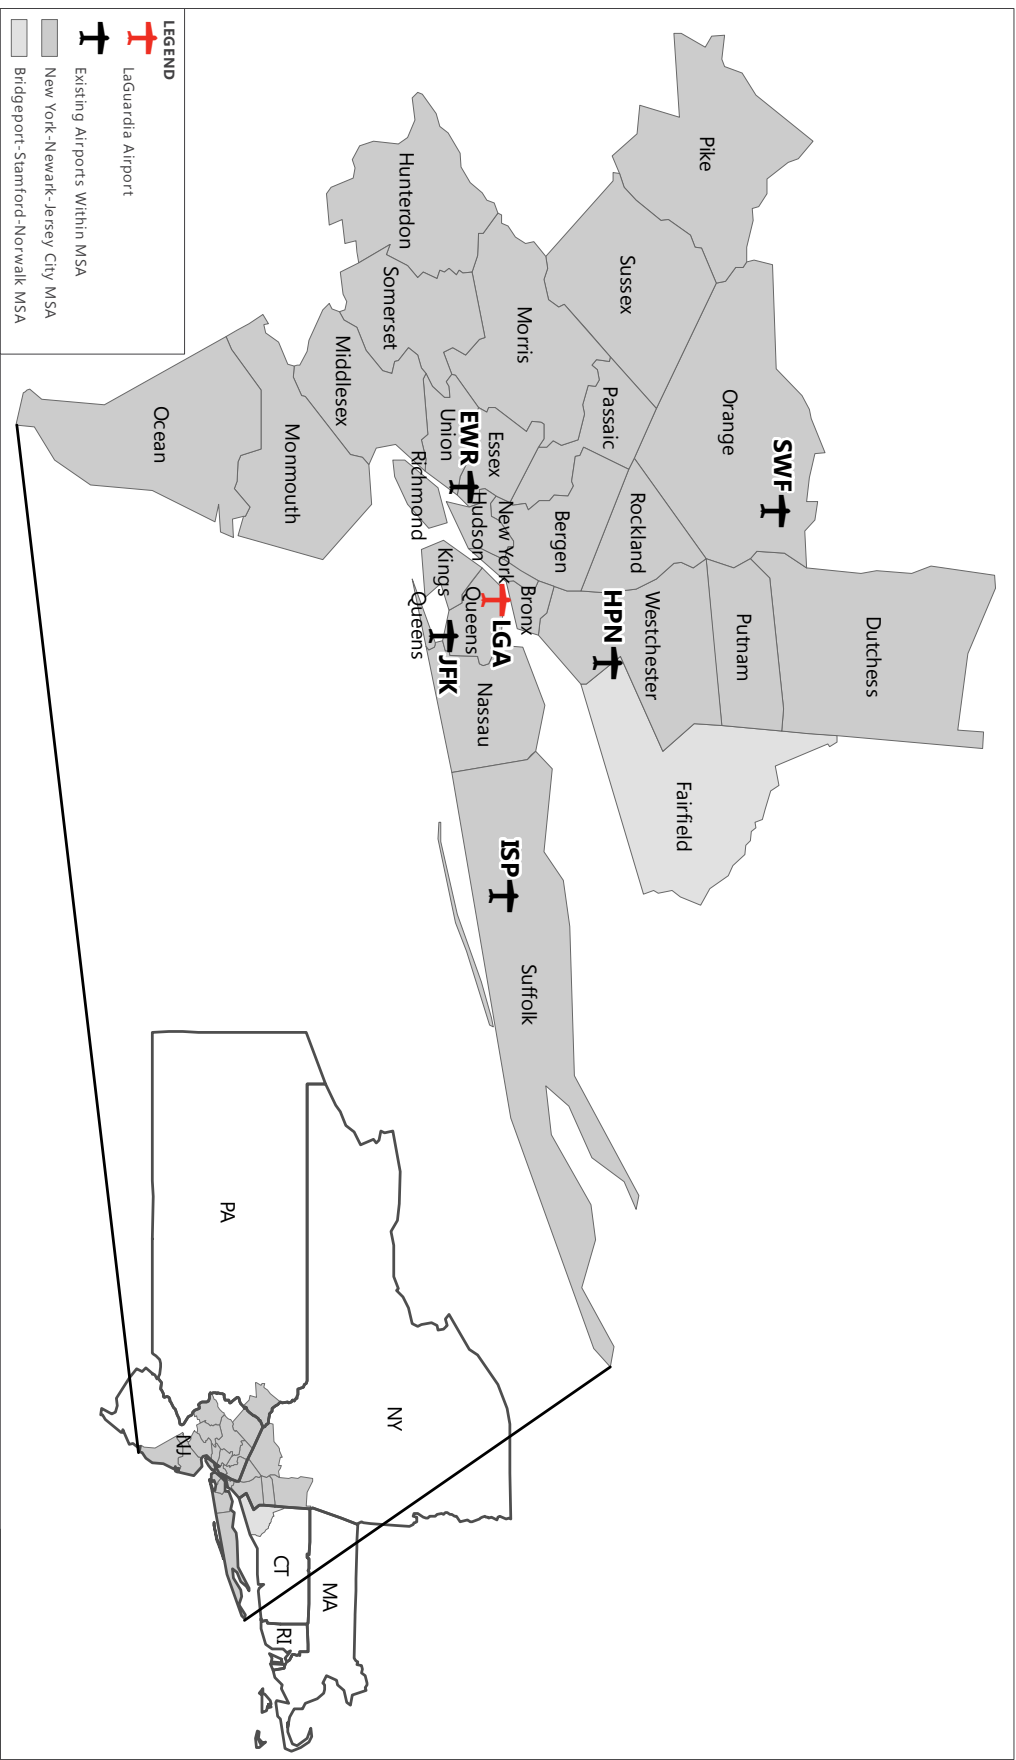 Pike
Dutchess
Orange
SWF
Putnam
Sussex
Rockland
Westchester
HPN
Fairfield
Passaic
Bergen
Morris
Essex
New York
Bronx
Hunterdon
Somerset
Union
EWR
Hudson
LGA
Queens
Nassau
ISP
Suffolk
Middlesex
Richmond
Kings
Queens
JFK
Monmouth
Ocean
NY
MA
CT
RI
PA
NJ
LEGEND
LaGuardia Airport
Existing Airports Within MSA
New York-Newark-Jersey City MSA
Bridgeport-Stamford-Norwalk MSA